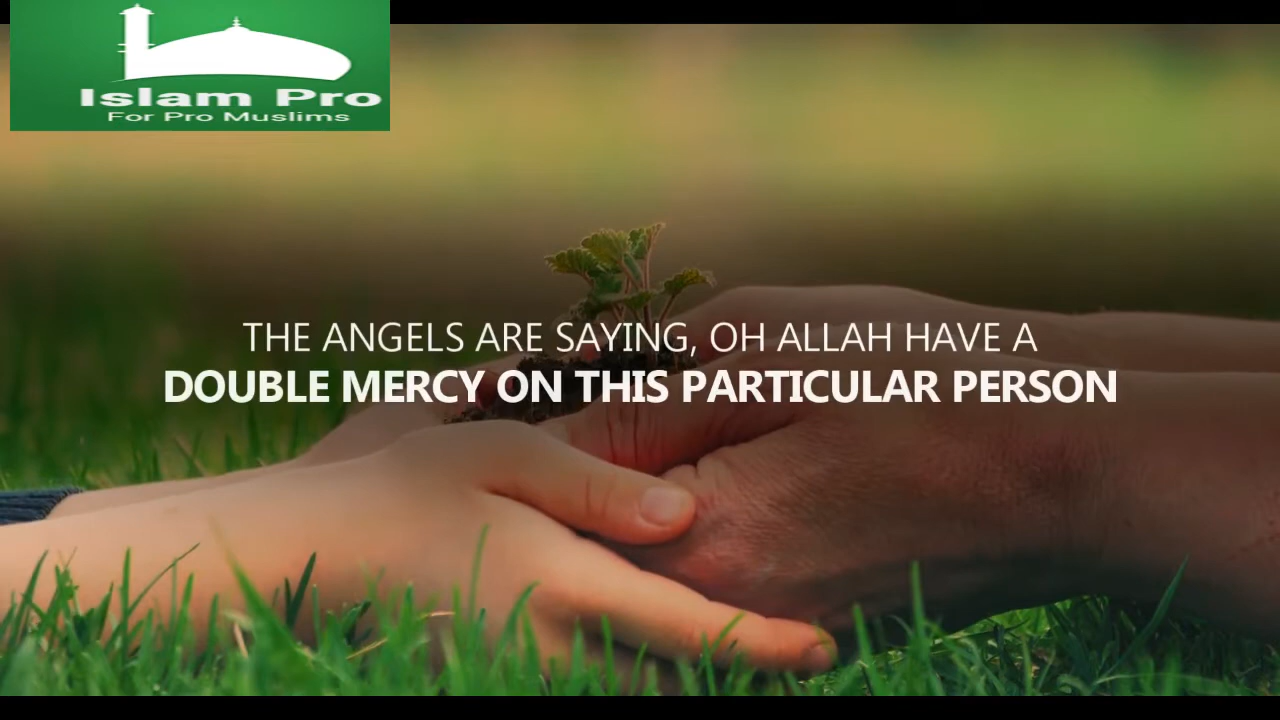 Islam Pro
For Pro Muslims
THE ANGELS ARE SAYING, OH ALLAH HAVE A
DOUBLE MERCY ON THIS PARTICULAR PERSON